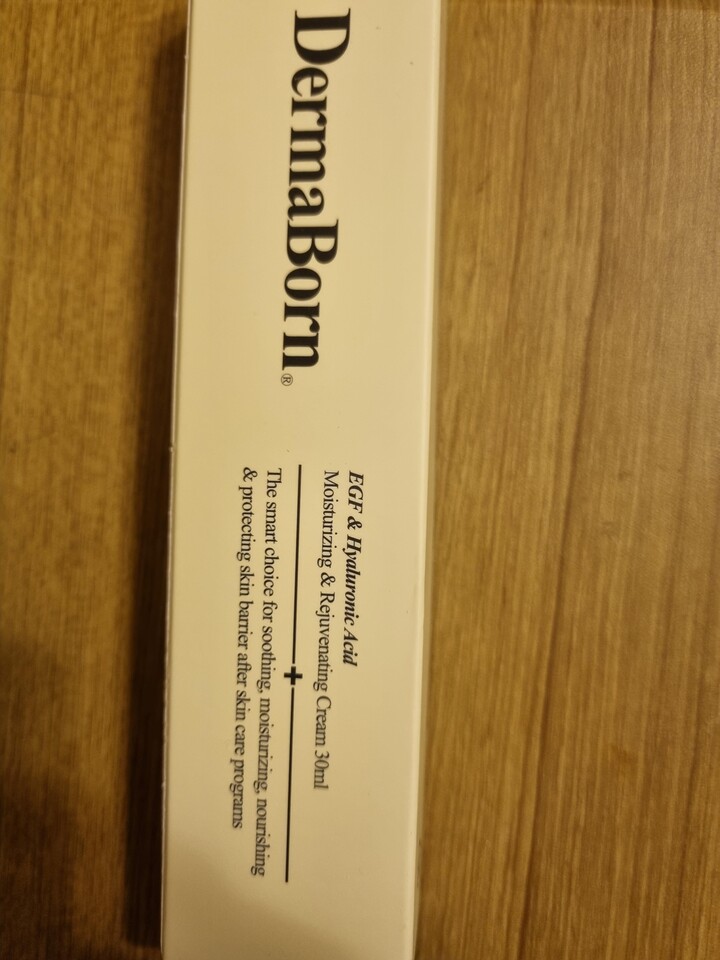 DermaBorn®
EGF & Hyaluronic Acid
Moisturizing & Rejuvenating Cream 30ml
The smart choice for soothing, moisturizing, nourishing
& protecting skin barrier after skin care programs